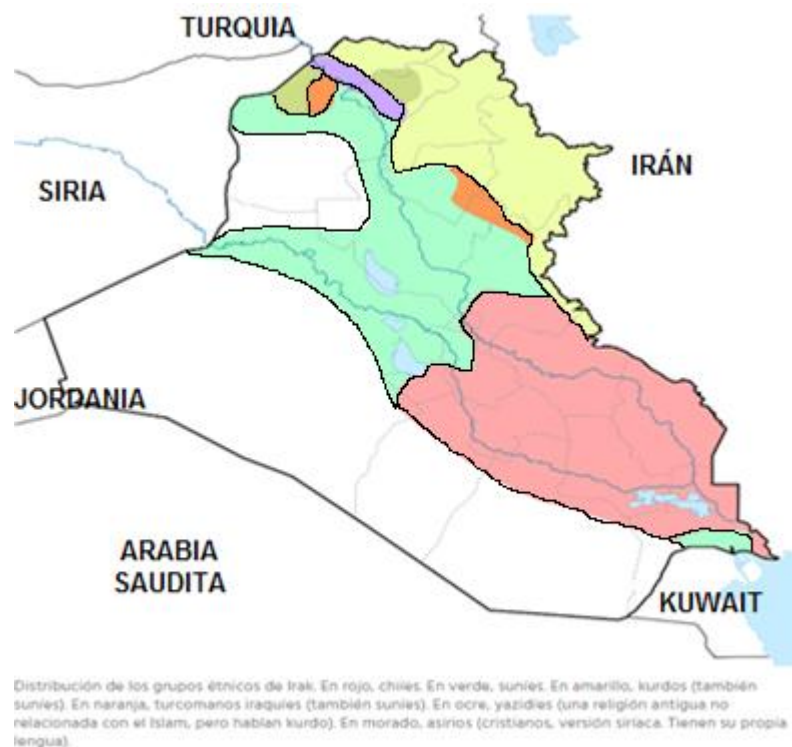 TURQUIA
IRÁN
SIRIA
JORDANIA
ARABIA
SAUDITA
KUWAIT
Distribución de los grupos étnicos de Irak. En rojo, chiíes. En verde, suníes. En amarillo, kurdos (también
suníes). En naranja, turcomanos iraquíes (también suníes). En ocre, yazidíes (una religión antigua no
relacionada con el Islam, pero hablan kurdo). En morado, asirios (cristianos, versión siríaca. Tienen su propia
lengua).